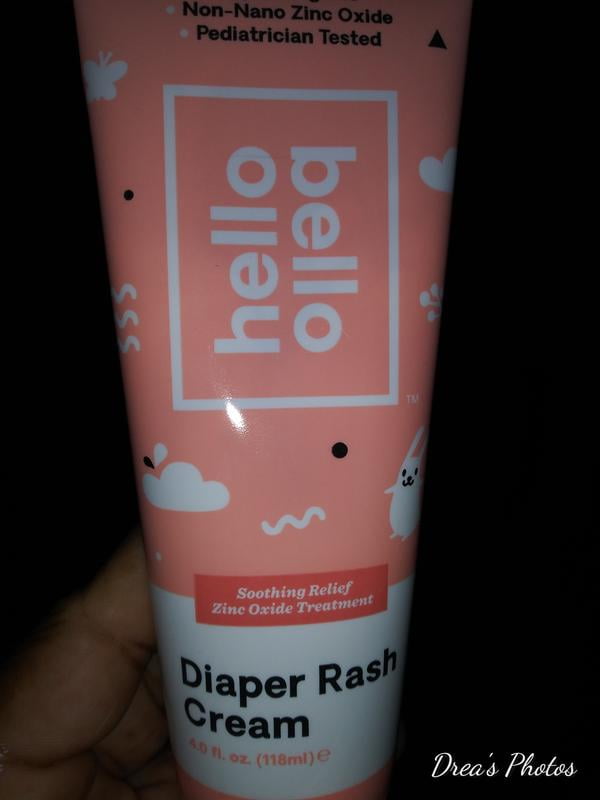 • Non-Nano Zinc Oxide
• Pediatrician Tested
hello
bello
TM
Soothing Relief
Zinc Oxide Treatment
Diaper Rash
Cream
4.0 fl. oz. (118ml) ℮
Drea's Photos